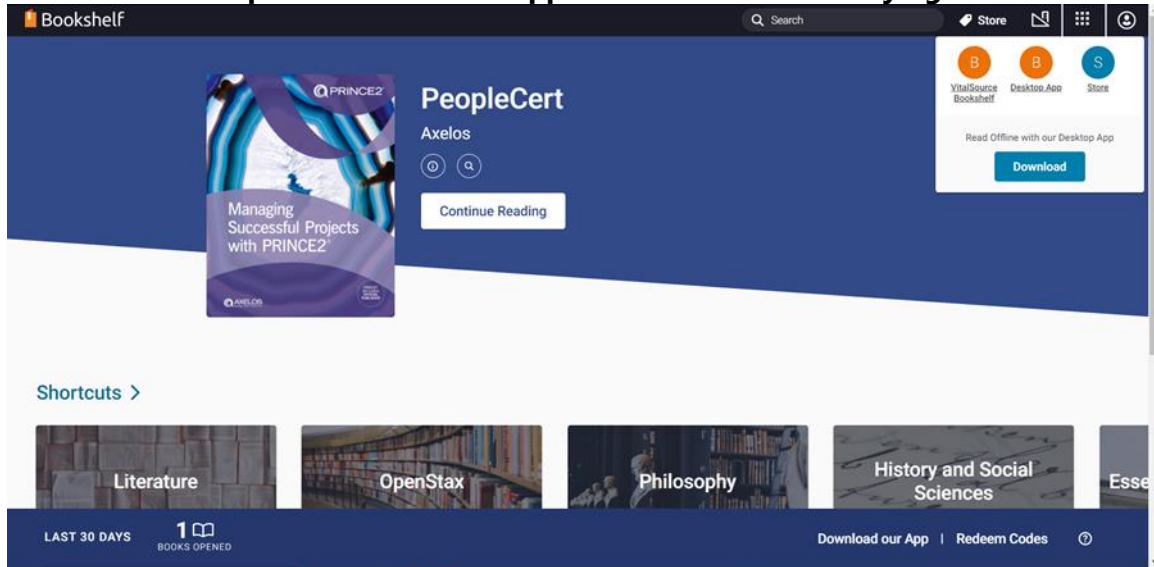 Bookshelf
Search
Store
B B S
VitalSource Bookshelf
Desktop App
Store
Read Offline with our Desktop App
Download
PRINCE2
Managing
Successful Projects
with PRINCE2
AXELOS
PeopleCert
Axelos
Continue Reading
Shortcuts >
Literature
OpenStax
Philosophy
History and Social
Sciences
Esse
LAST 30 DAYS
1
BOOKS OPENED
Download our App | Redeem Codes